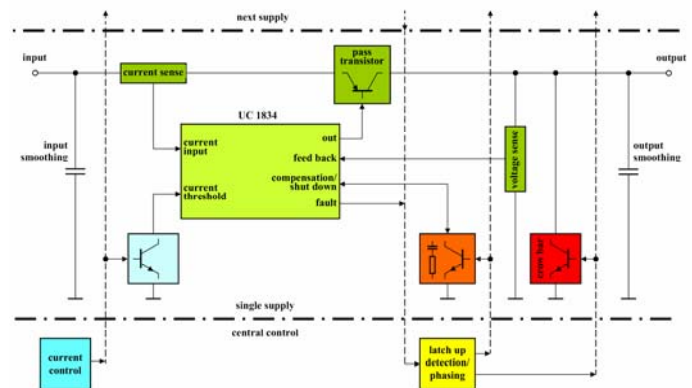 next supply
input
current sense
pass
transistor
output
UC 1834
input
smoothing
current
input
out
feed back
compensation/
shut down
current
threshold
fault
voltage sense
output
smoothing
crow bar
single supply
central control
current
control
latch up
detection/
phasing